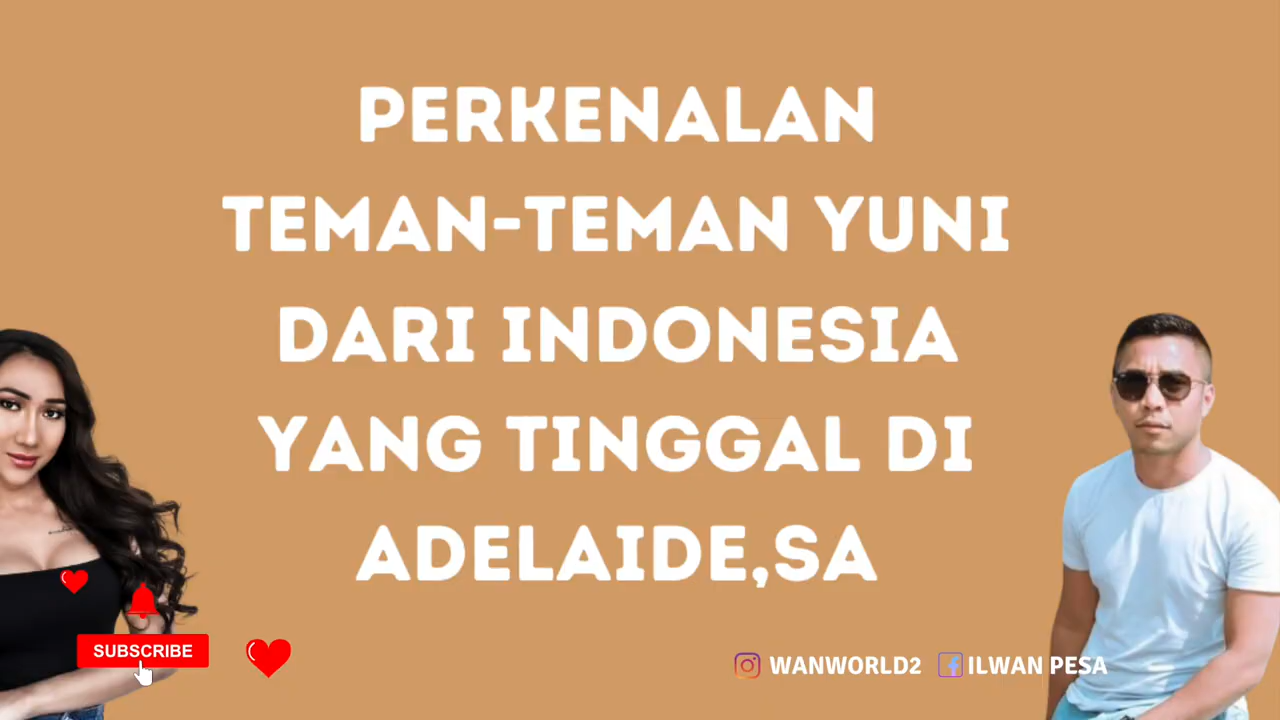 PERKENALAN
TEMAN-TEMAN YUNI
DARI INDONESIA
YANG TINGGAL DI
ADELAIDE,SA
SUBSCRIBE
WANWORLD2 ILWAN PESA